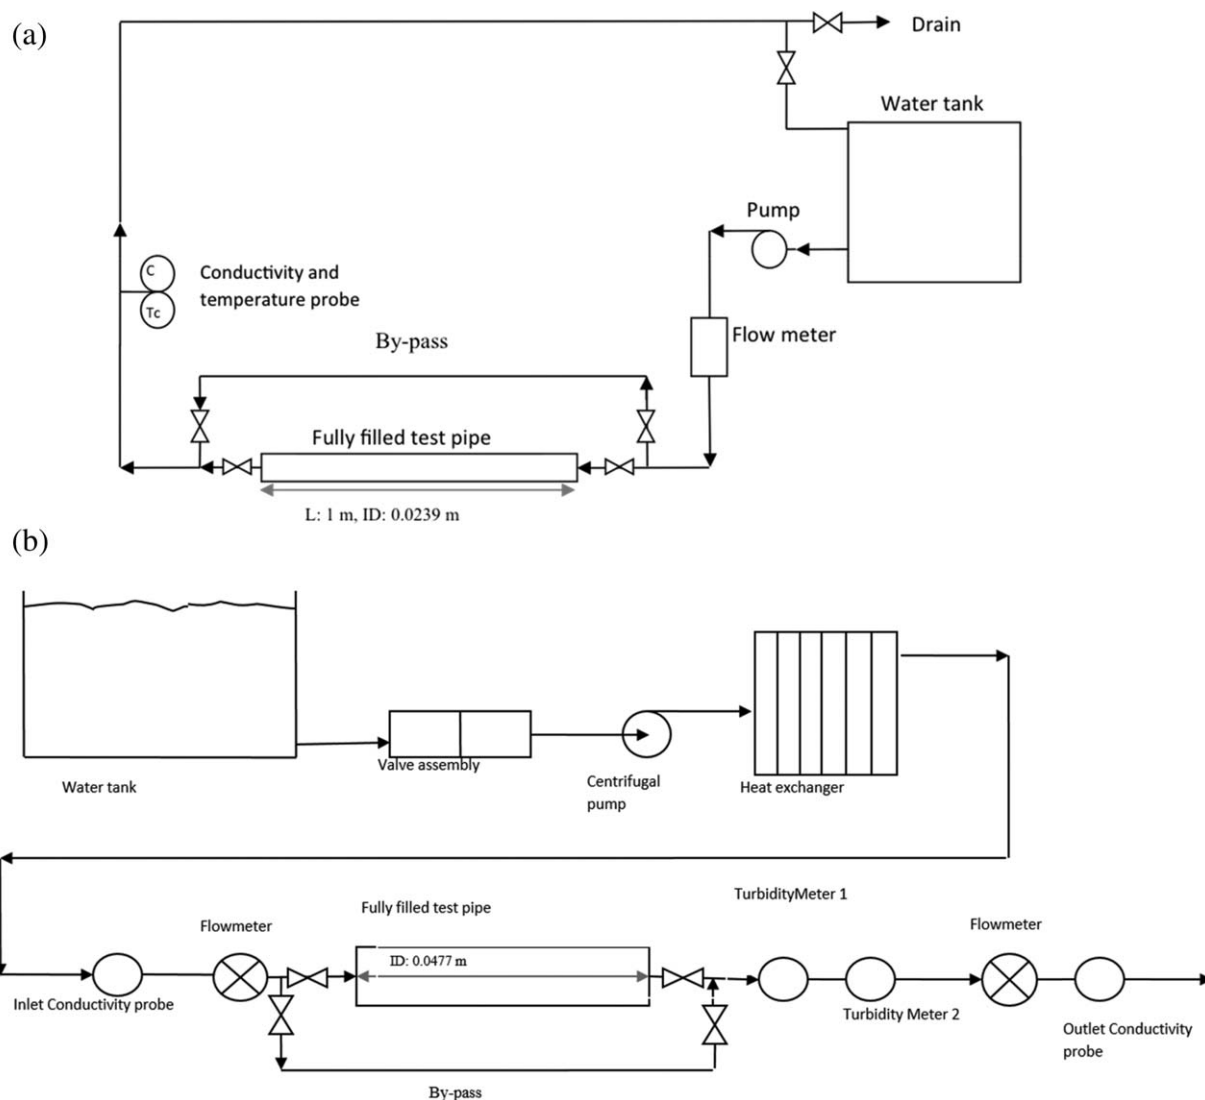 (a)
Drain
Water tank
Pump
C
Conductivity and
temperature probe
Tc
Flow meter
By-pass
Fully filled test pipe
L: 1 m, ID: 0.0239 m
(b)
Water tank
Valve assembly
Centrifugal
pump
Heat exchanger
TurbidityMeter 1
Fully filled test pipe
Flowmeter
Flowmeter
ID: 0.0477 m
Inlet Conductivity probe
Turbidity Meter 2
Outlet Conductivity
probe
By-pass